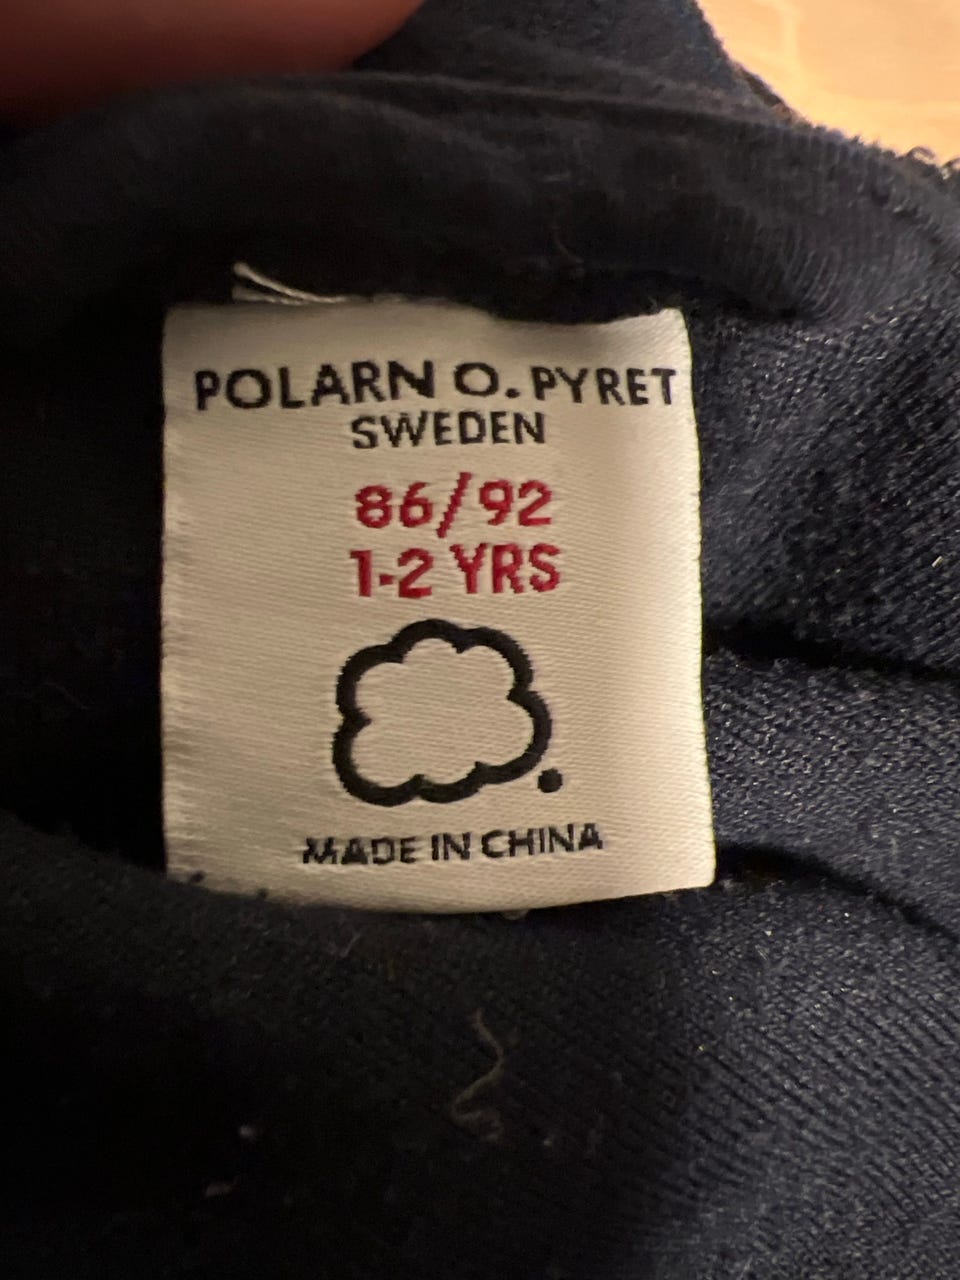 POLARN O. PYRET
SWEDEN
86/92
1-2 YRS
MADE IN CHINA